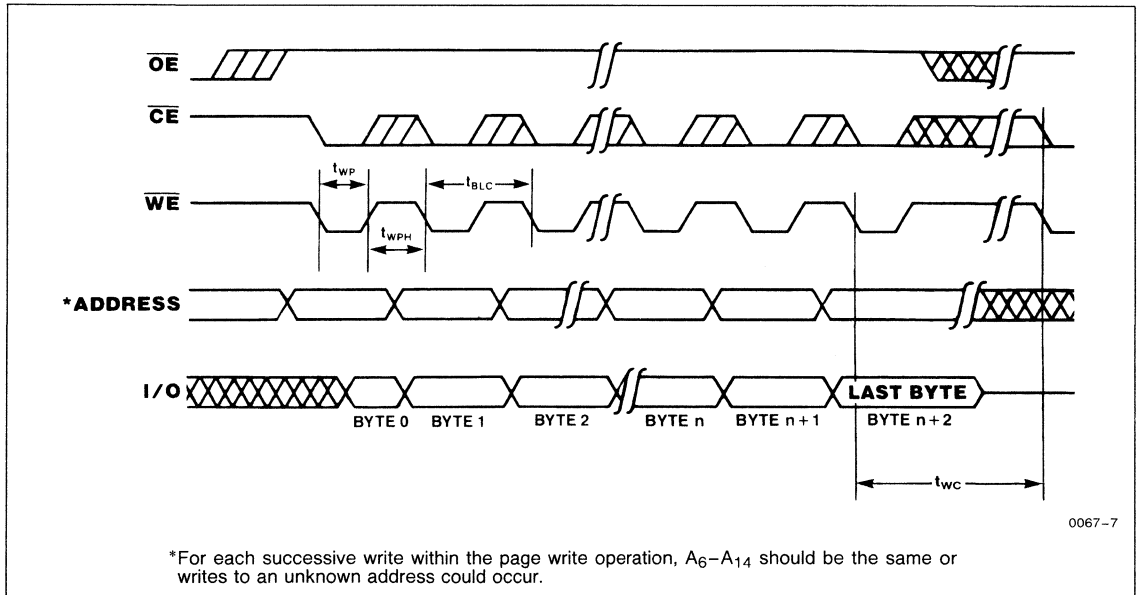 OE
CE
tWP
tBLC
WE
tWPH
*ADDRESS
I/O
LAST BYTE
BYTE 0 BYTE 1 BYTE 2 BYTE n BYTE n+1 BYTE n+2
tWC
0067-7
*For each successive write within the page write operation, A6–A14 should be the same or
writes to an unknown address could occur.